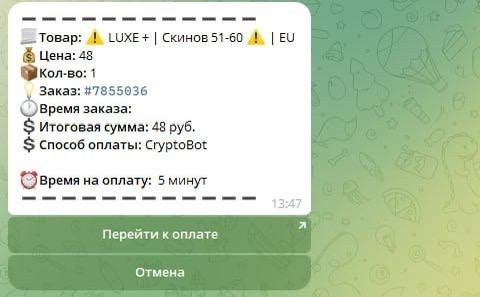 Товар: ⚠️ LUXE + | Скинов 51-60 ⚠️ | EU
Цена: 48
Кол-во: 1
Заказ: #7855036
Время заказа:
Итоговая сумма: 48 руб.
Способ оплаты: CryptoBot
Время на оплату: 5 минут
13:47
Перейти к оплате
Отмена